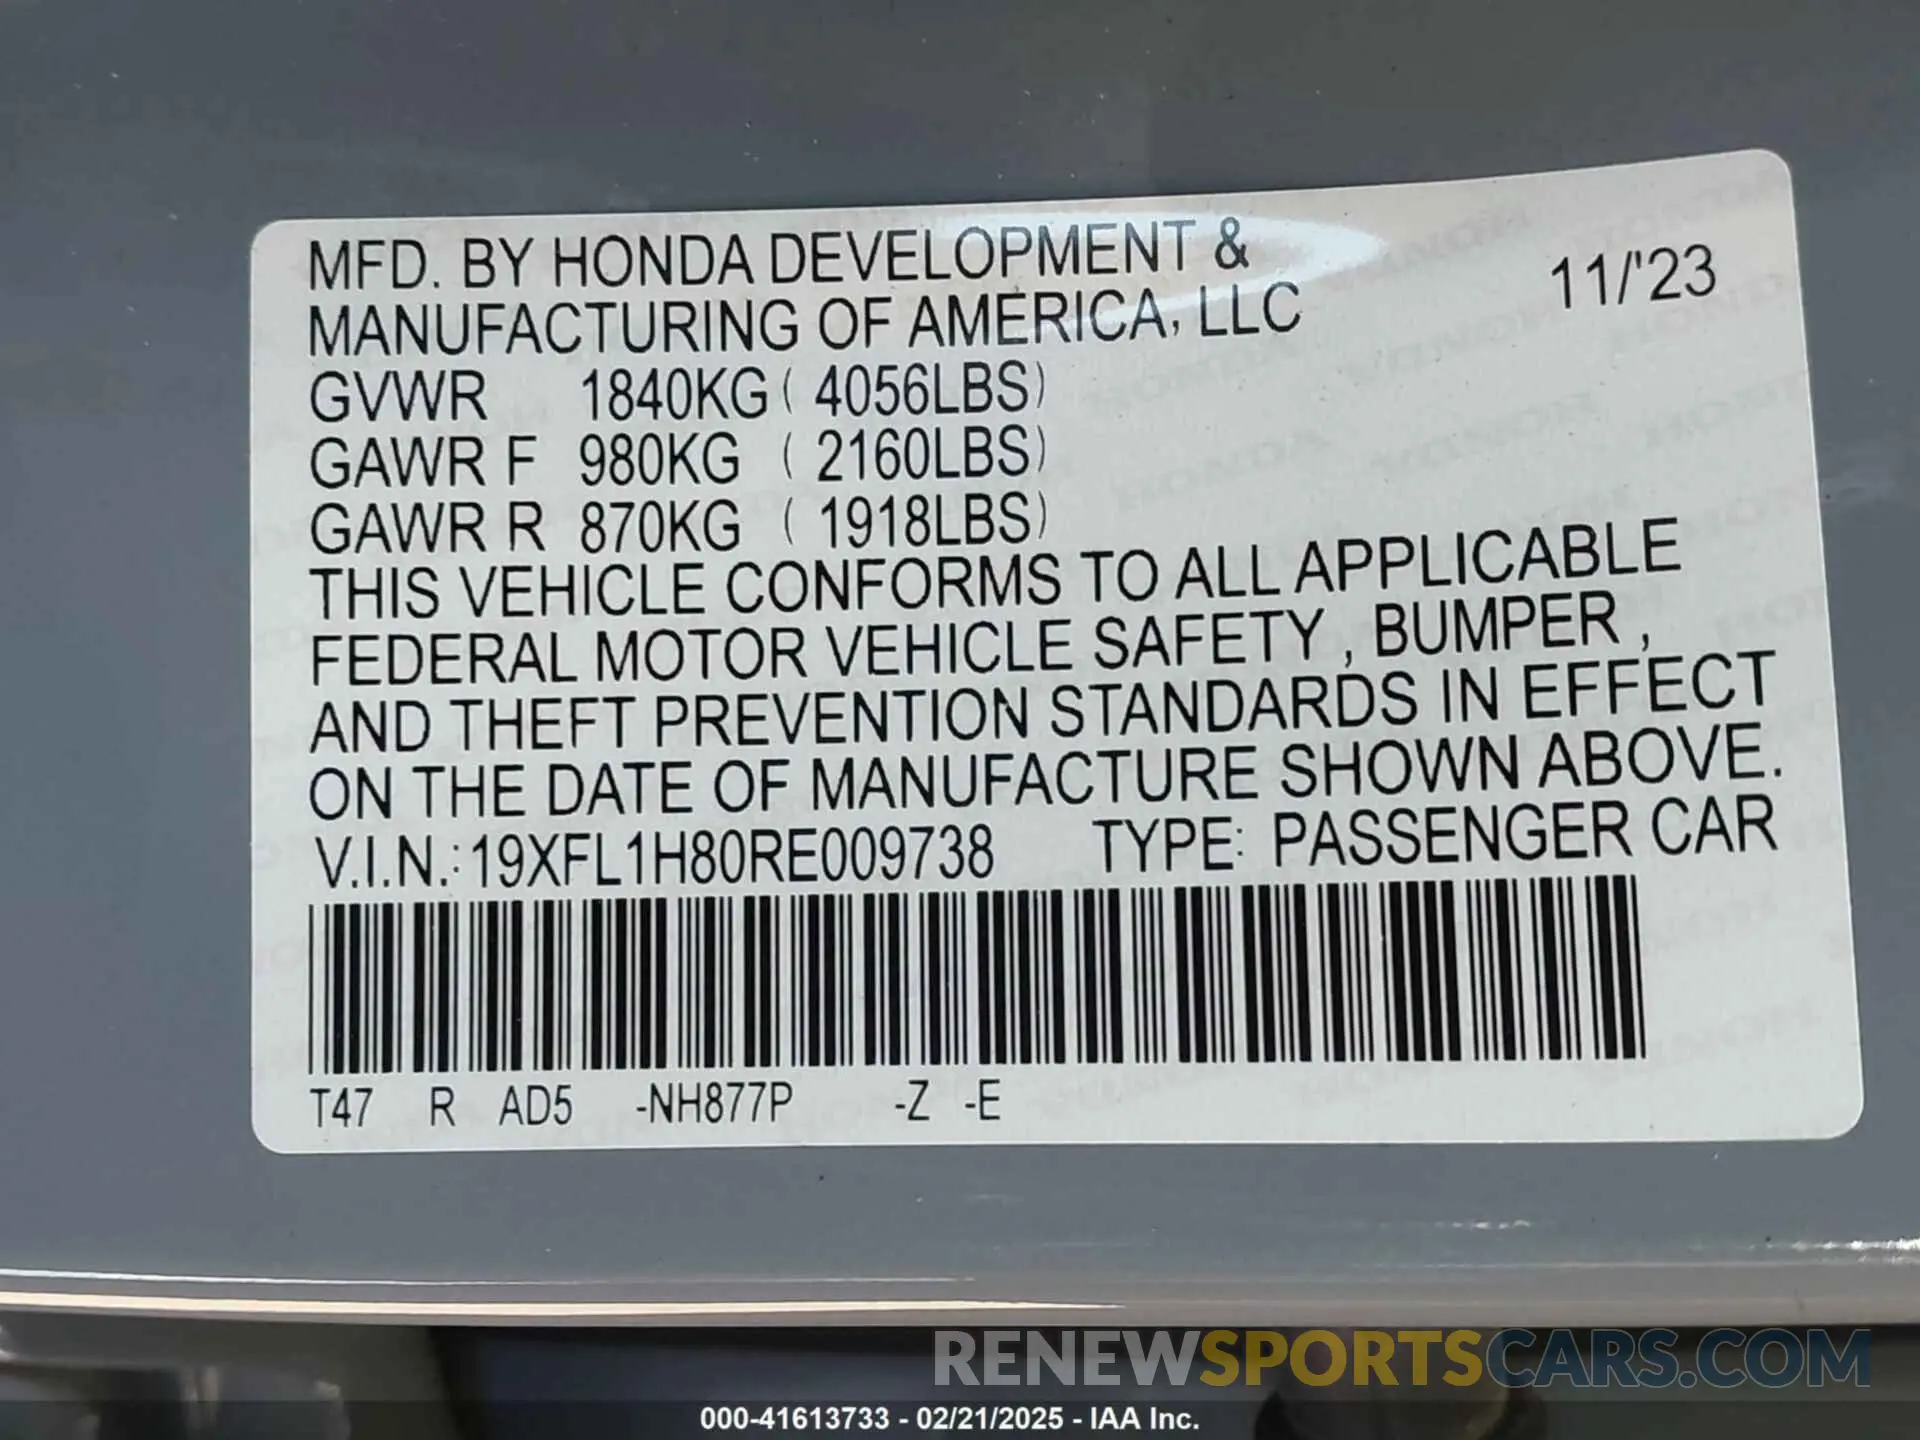 MFD. BY HONDA DEVELOPMENT &
MANUFACTURING OF AMERICA, LLC 11/'23
GVWR 1840KG ( 4056LBS)
GAWR F 980KG ( 2160LBS)
GAWR R 870KG ( 1918LBS)
THIS VEHICLE CONFORMS TO ALL APPLICABLE
FEDERAL MOTOR VEHICLE SAFETY , BUMPER ,
AND THEFT PREVENTION STANDARDS IN EFFECT
ON THE DATE OF MANUFACTURE SHOWN ABOVE.
V.I.N.: 19XFL1H80RE009738 TYPE: PASSENGER CAR
T47 R AD5 -NH877P -Z -E
RENEWSPORTSCARS.COM
000-41613733 - 02/21/2025 - IAA Inc.